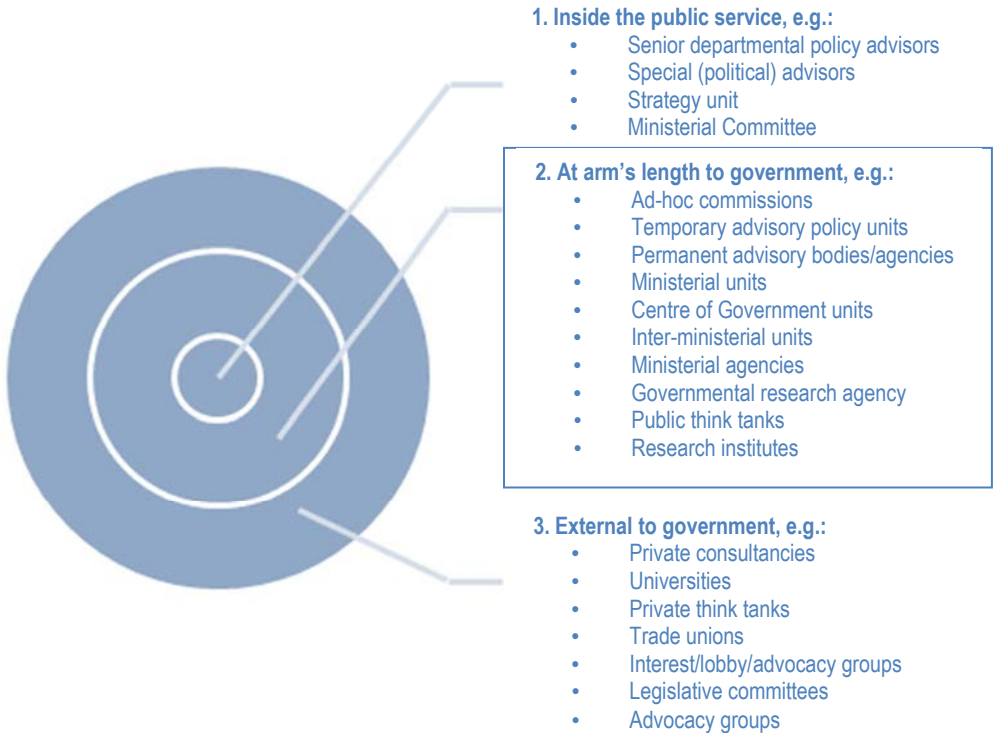 1. Inside the public service, e.g.:
• Senior departmental policy advisors
• Special (political) advisors
• Strategy unit
• Ministerial Committee
2. At arm’s length to government, e.g.:
• Ad-hoc commissions
• Temporary advisory policy units
• Permanent advisory bodies/agencies
• Ministerial units
• Centre of Government units
• Inter-ministerial units
• Ministerial agencies
• Governmental research agency
• Public think tanks
• Research institutes
3. External to government, e.g.:
• Private consultancies
• Universities
• Private think tanks
• Trade unions
• Interest/lobby/advocacy groups
• Legislative committees
• Advocacy groups